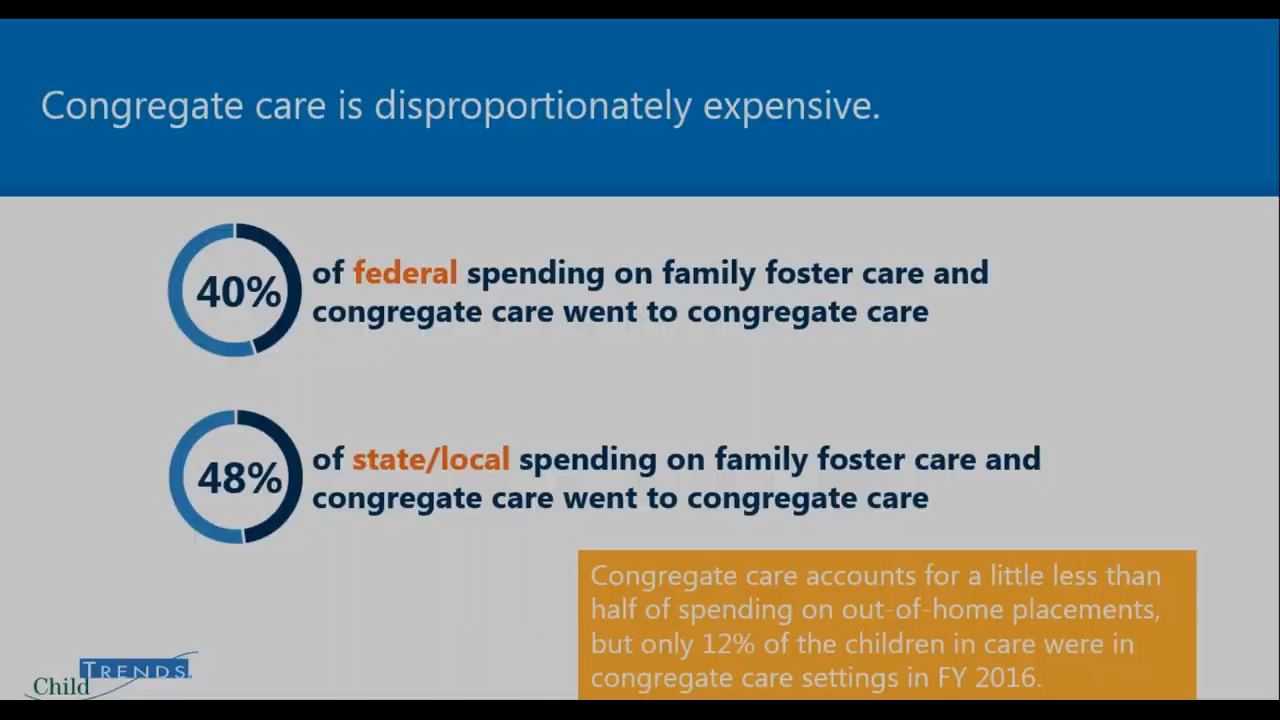 Congregate care is disproportionately expensive.
40%
of federal spending on family foster care and
congregate care went to congregate care
48%
of state/local spending on family foster care and
congregate care went to congregate care
Congregate care accounts for a little less than
half of spending on out-of-home placements,
but only 12% of the children in care were in
congregate care settings in FY 2016.
Child TRENDS